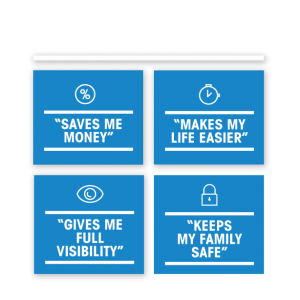 %
“SAVES ME
MONEY”
“MAKES MY
LIFE EASIER”
“GIVES ME
FULL
VISIBILITY”
“KEEPS
MY FAMILY
SAFE”